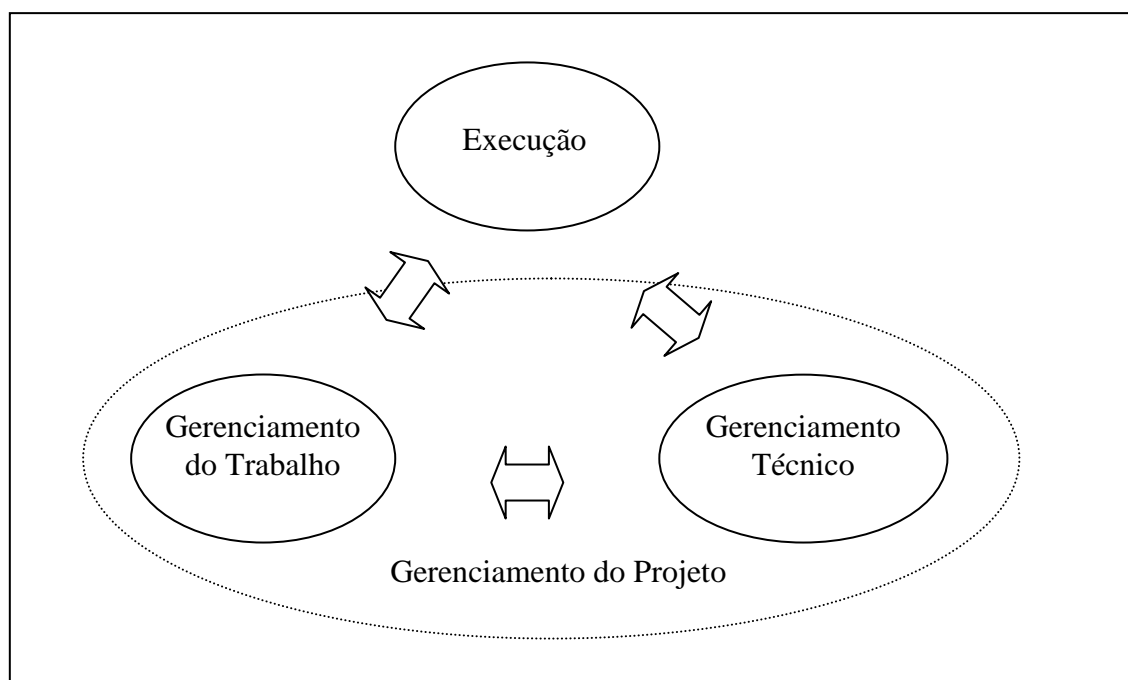 Execução
Gerenciamento
do Trabalho
Gerenciamento
Técnico
Gerenciamento do Projeto